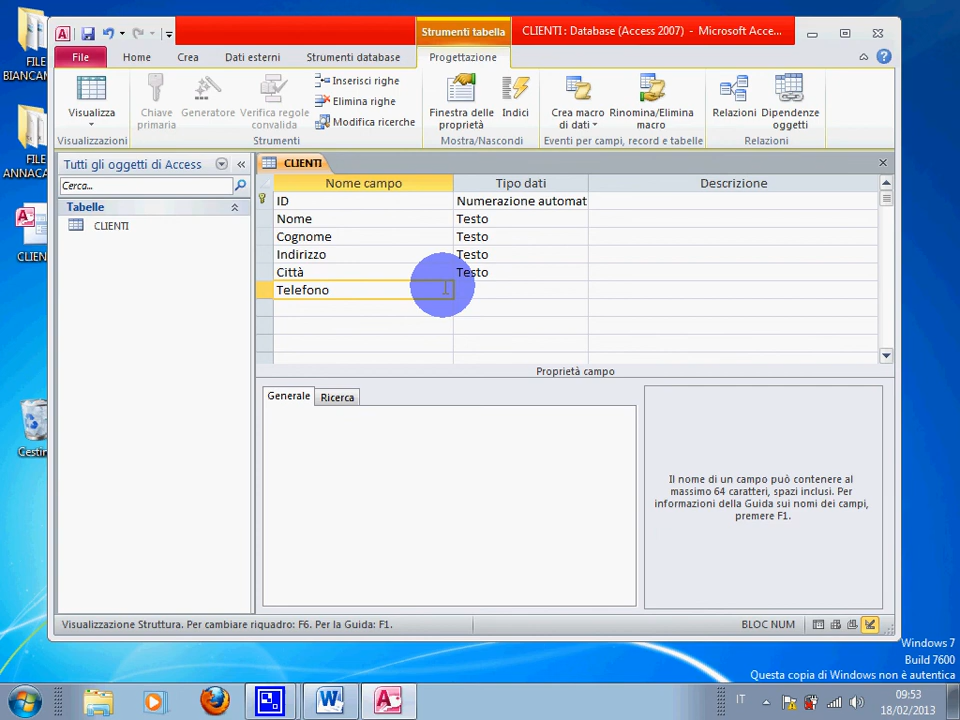 FILE
BIANCA
FILE
ANNACA
CLIEN
Cestin
Strumenti tabella
CLIENTI : Database (Access 2007) - Microsoft Acce...
File
Home
Crea
Dati esterni
Strumenti database
Progettazione
Visualizza
Chiave primaria
Generatore
Verifica regole convalida
Inserisci righe
Elimina righe
Modifica ricerche
Finestra delle proprietà
Indici
Crea macro di dati
Rinomina/Elimina macro
Relazioni
Dipendenze oggetti
Visualizzazioni
Strumenti
Mostra/Nascondi
Eventi per campi, record e tabelle
Relazioni
Tutti gli oggetti di Access
Cerca...
Tabelle
CLIENTI
CLIENTI
Nome campo Tipo dati Descrizione
ID Numerazione automat
Nome Testo
Cognome Testo
Indirizzo Testo
Città Testo
Telefono
Proprietà campo
Generale
Ricerca
Il nome di un campo può contenere al
massimo 64 caratteri, spazi inclusi. Per
informazioni della Guida sui nomi dei campi,
premere F1.
Visualizzazione Struttura. Per cambiare riquadro: F6. Per la Guida: F1.
BLOC NUM
Windows 7
Build 7600
Questa copia di Windows non è autentica
IT
09:53
18/02/2013